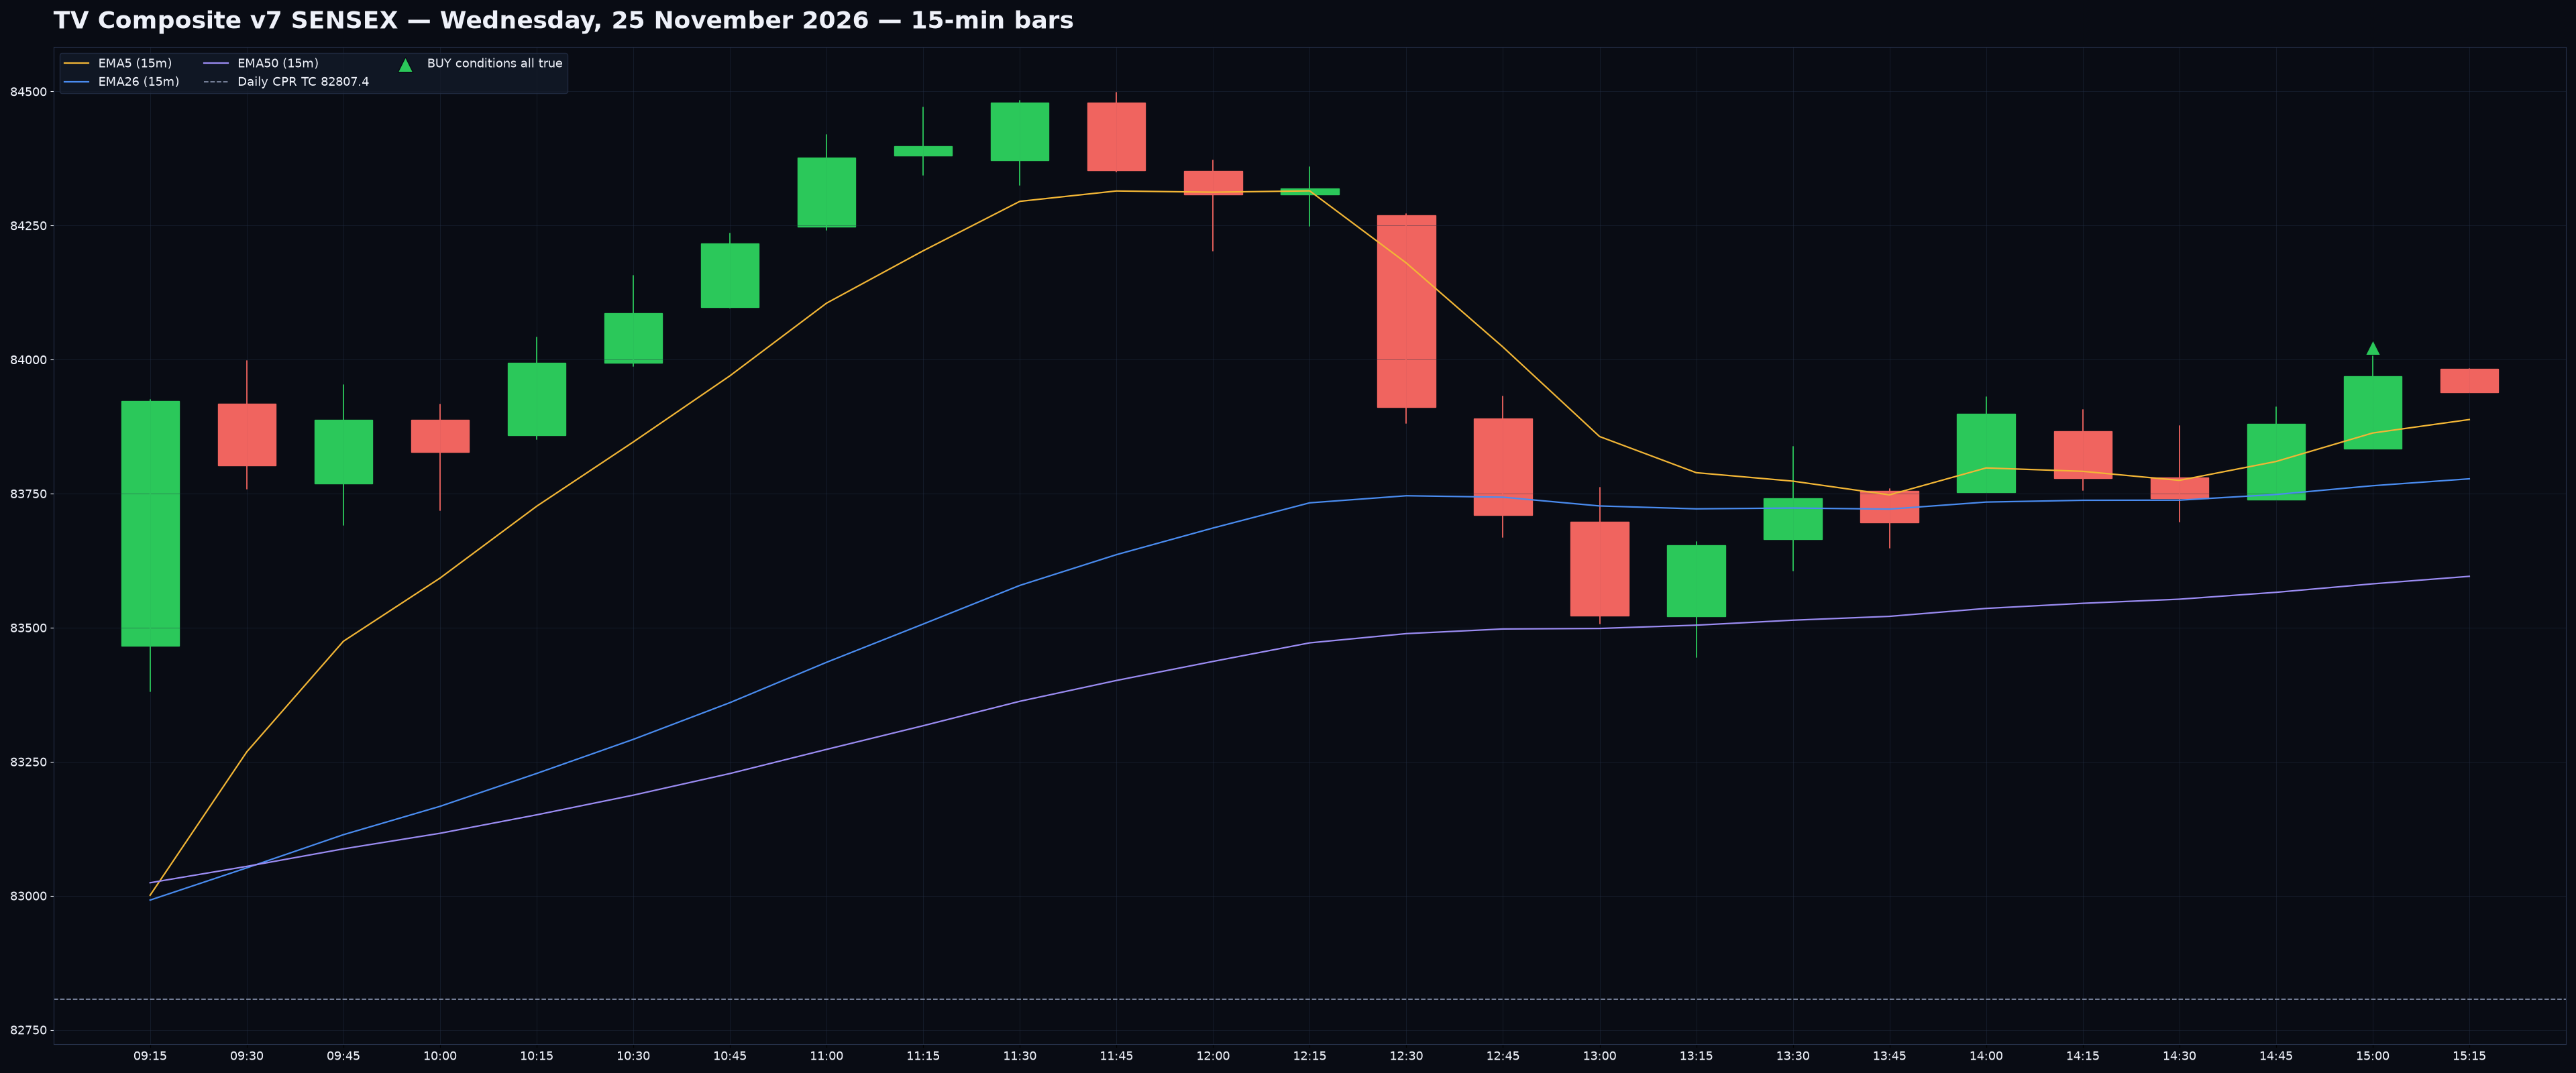 TV Composite v7 SENSEX — Wednesday, 25 November 2026 — 15-min bars
EMA5 (15m)
EMA26 (15m)
EMA50 (15m)
Daily CPR TC 82807.4
BUY conditions all true
84500
84250
84000
83750
83500
83250
83000
82750
09:15 09:30 09:45 10:00 10:15 10:30 10:45 11:00 11:15 11:30 11:45 12:00 12:15 12:30 12:45 13:00 13:15 13:30 13:45 14:00 14:15 14:30 14:45 15:00 15:15